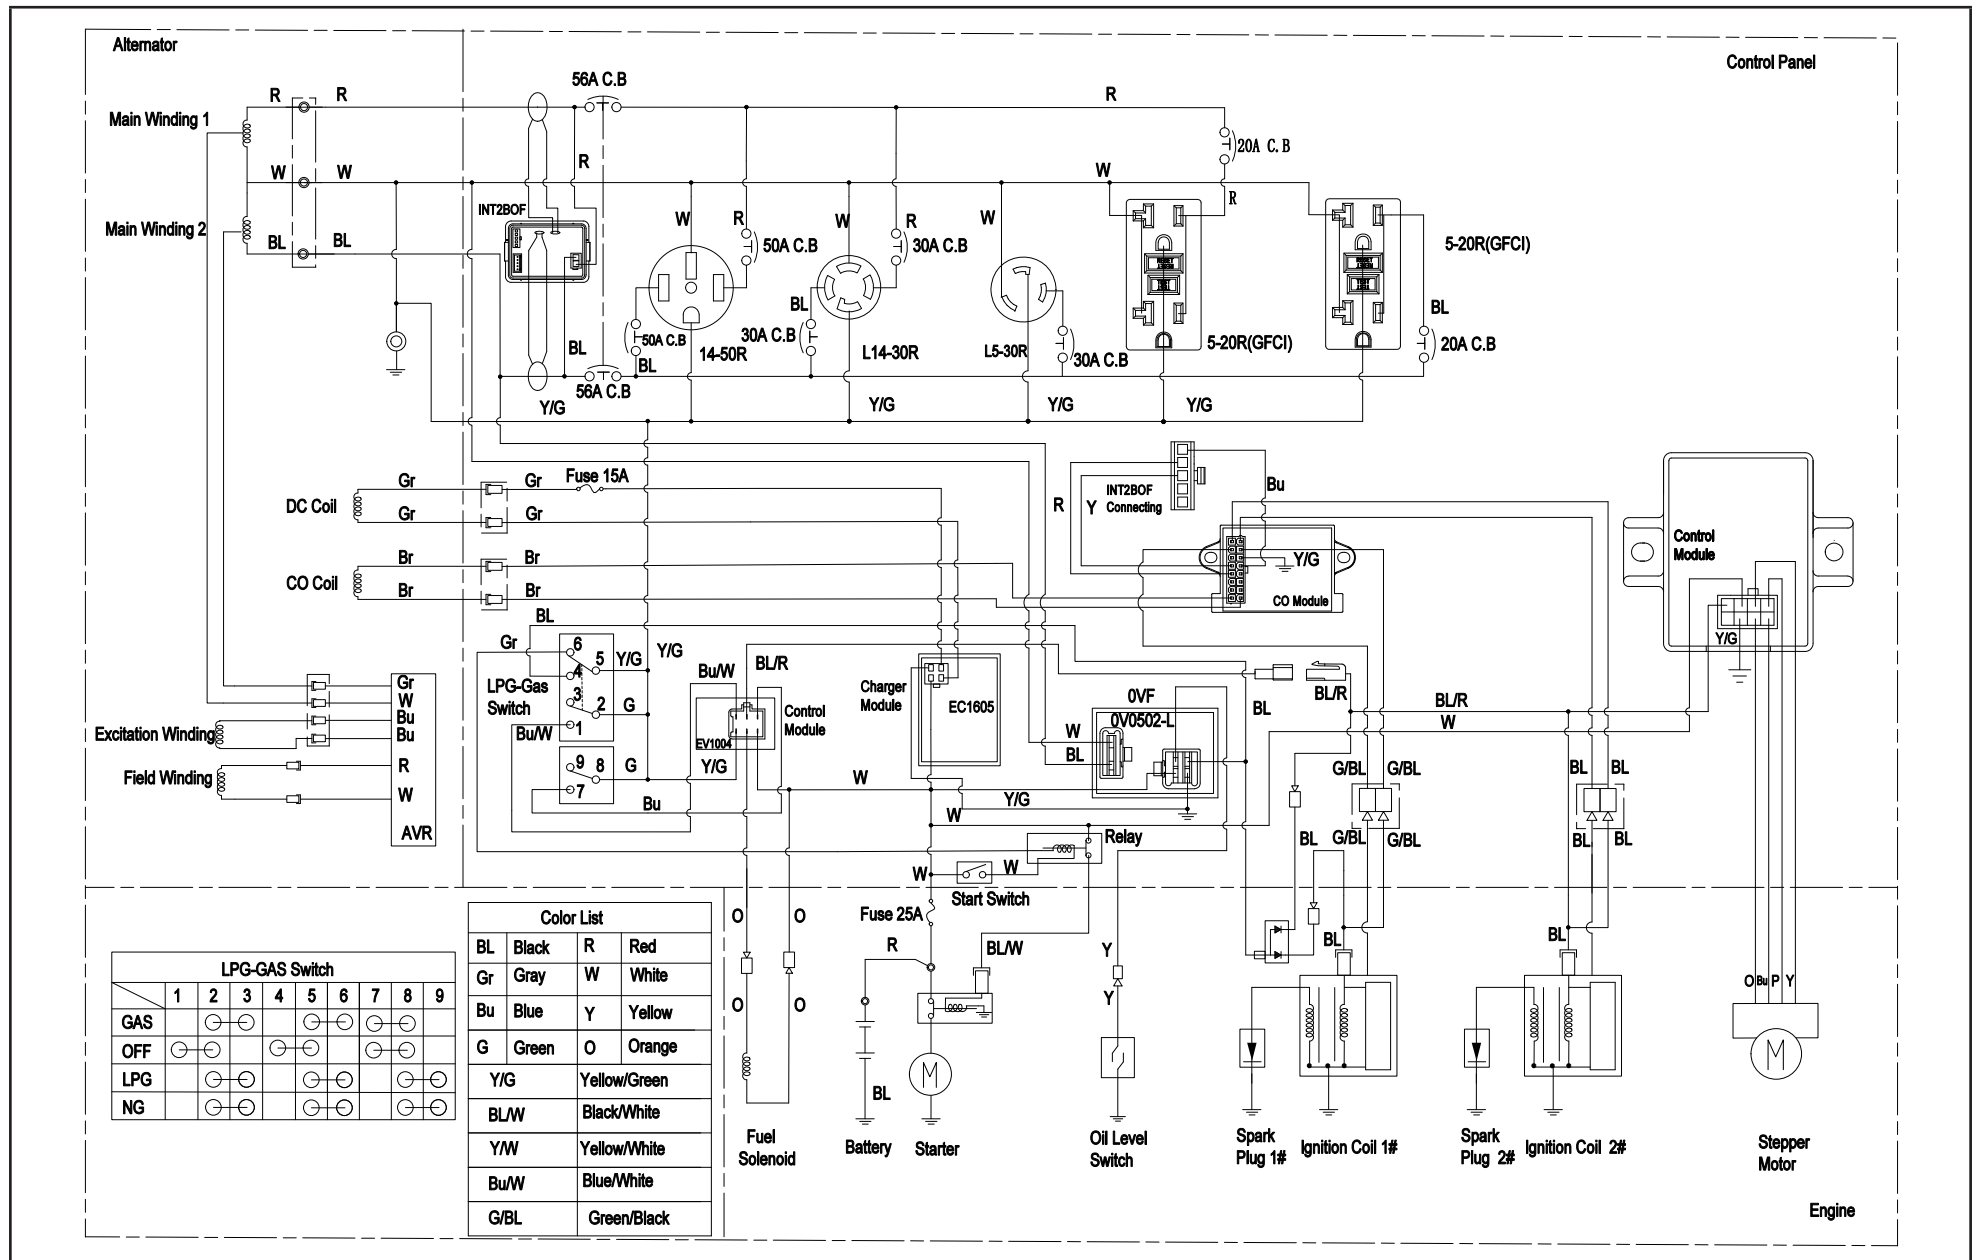 Alternator
Control Panel
56A C.B
R R R
Main Winding 1
20A C.B
R
W W W
R
INT2BOF
W R W R W
Main Winding 2
BL BL
50A C.B
30A C.B
5-20R(GFCI)
BL
BL
50A C.B
30A C.B
BL
BL
14-50R
L14-30R
L5-30R
30A C.B
5-20R(GFCI)
20A C.B
56A C.B
Y/G Y/G Y/G Y/G
Gr Gr Fuse 15A
DC Coil
Gr Gr
R Y
INT2BOF
Connecting
Bu
Control
Module
Br Br
CO Coil
Br Br
Y/G
CO Module
BL
Gr
6
5
4
3
2
1
Y/G Y/G
LPG-Gas
Switch
G
Bu/W
Bu/W
BL/R
EV1004
Control
Module
Y/G
Charger
Module
EC1605
0VF
0V0502-L
W
BL
BL
BL/R
BL/R
W
Y/G
Gr
W
Bu
Bu
R
W
AVR
Excitation Winding
Field Winding
9
8
7
G
Bu
W
Y/G
W
Relay
G/BL G/BL
G/BL G/BL
BL BL
BL BL
BL
W W
Start Switch
Fuse 25A
O O
O O
R
BL/W
Y
Y
BL
BL
BL
O Bu P Y
M
M
Fuel
Solenoid
Battery
Starter
Oil Level
Switch
Spark
Plug 1#
Ignition Coil 1#
Spark
Plug 2#
Ignition Coil 2#
Stepper
Motor
Engine
LPG-GAS Switch
1 2 3 4 5 6 7 8 9
GAS
OFF
LPG
NG
Color List
BL Black R Red
Gr Gray W White
Bu Blue Y Yellow
G Green O Orange
Y/G Yellow/Green
BL/W Black/White
Y/W Yellow/White
Bu/W Blue/White
G/BL Green/Black